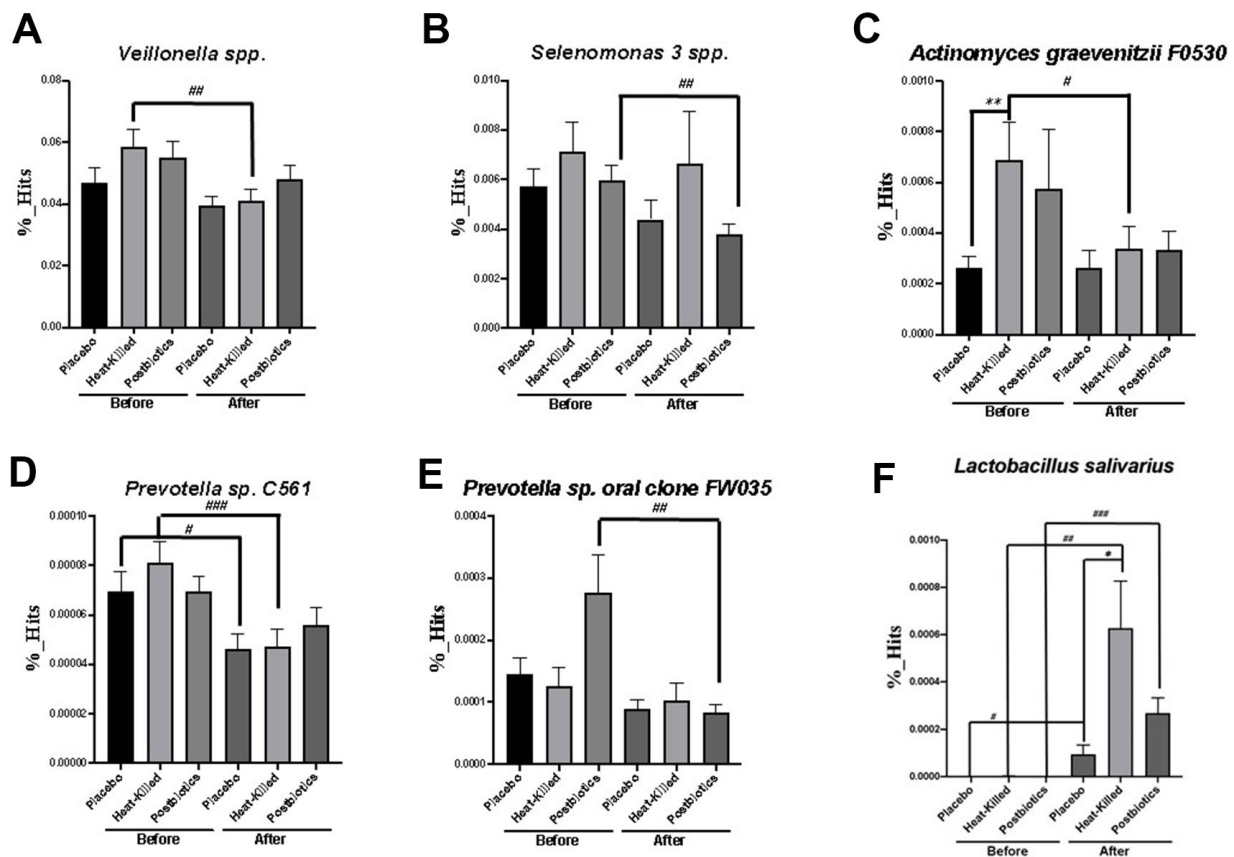 A
Veillonella spp.
%_Hits
0.08
0.06
0.04
0.02
0.00
##
Placebo
Heat-Killed
Postbiotics
Placebo
Heat-Killed
Postbiotics
Before
After
B
Selenomonas 3 spp.
%_Hits
0.010
0.008
0.006
0.004
0.002
0.000
##
Placebo
Heat-Killed
Postbiotics
Placebo
Heat-Killed
Postbiotics
Before
After
C
Actinomyces graevenitzii F0530
%_Hits
0.0010
0.0008
0.0006
0.0004
0.0002
0.0000
**
#
Placebo
Heat-Killed
Postbiotics
Placebo
Heat-Killed
Postbiotics
Before
After
D
Prevotella sp. C561
%_Hits
0.00010
0.00008
0.00006
0.00004
0.00002
0.00000
###
#
Placebo
Heat-Killed
Postbiotics
Placebo
Heat-Killed
Postbiotics
Before
After
E
Prevotella sp. oral clone FW035
%_Hits
0.0004
0.0003
0.0002
0.0001
0.0000
##
Placebo
Heat-Killed
Postbiotics
Placebo
Heat-Killed
Postbiotics
Before
After
F
Lactobacillus salivarius
%_Hits
0.0010
0.0008
0.0006
0.0004
0.0002
0.0000
###
##
*
#
Placebo
Heat-Killed
Postbiotics
Placebo
Heat-Killed
Postbiotics
Before
After